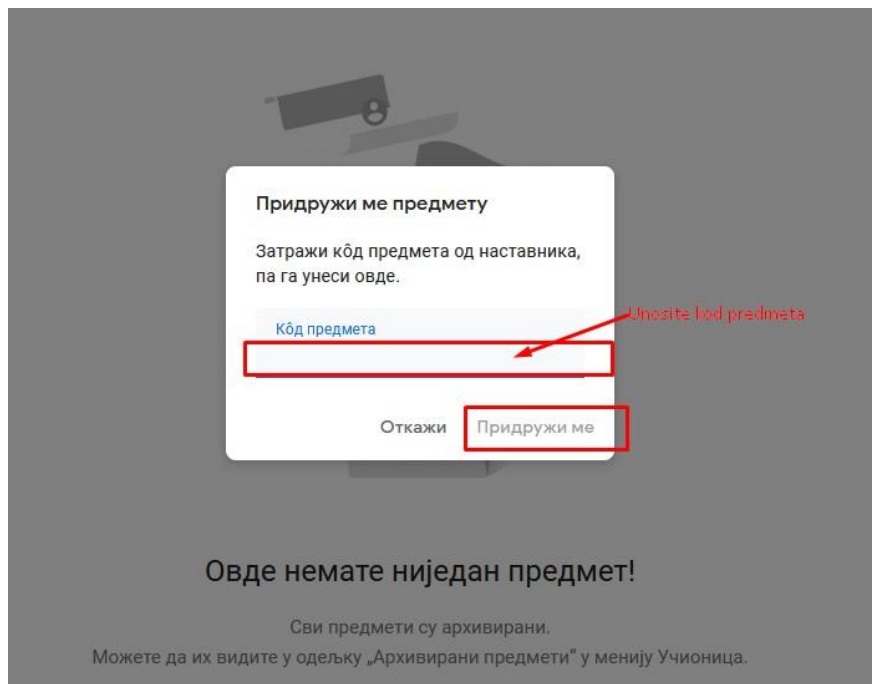 Придружи ме предмету
Затражи кôд предмета од наставника,
па га унеси овде.
Unosite kod predmeta
Кôд предмета
Откажи Придружи ме
Овде немате ниједан предмет!
Сви предмети су архивирани.
Можете да их видите у одељку „Архивирани предмети“ у менију Учионица.